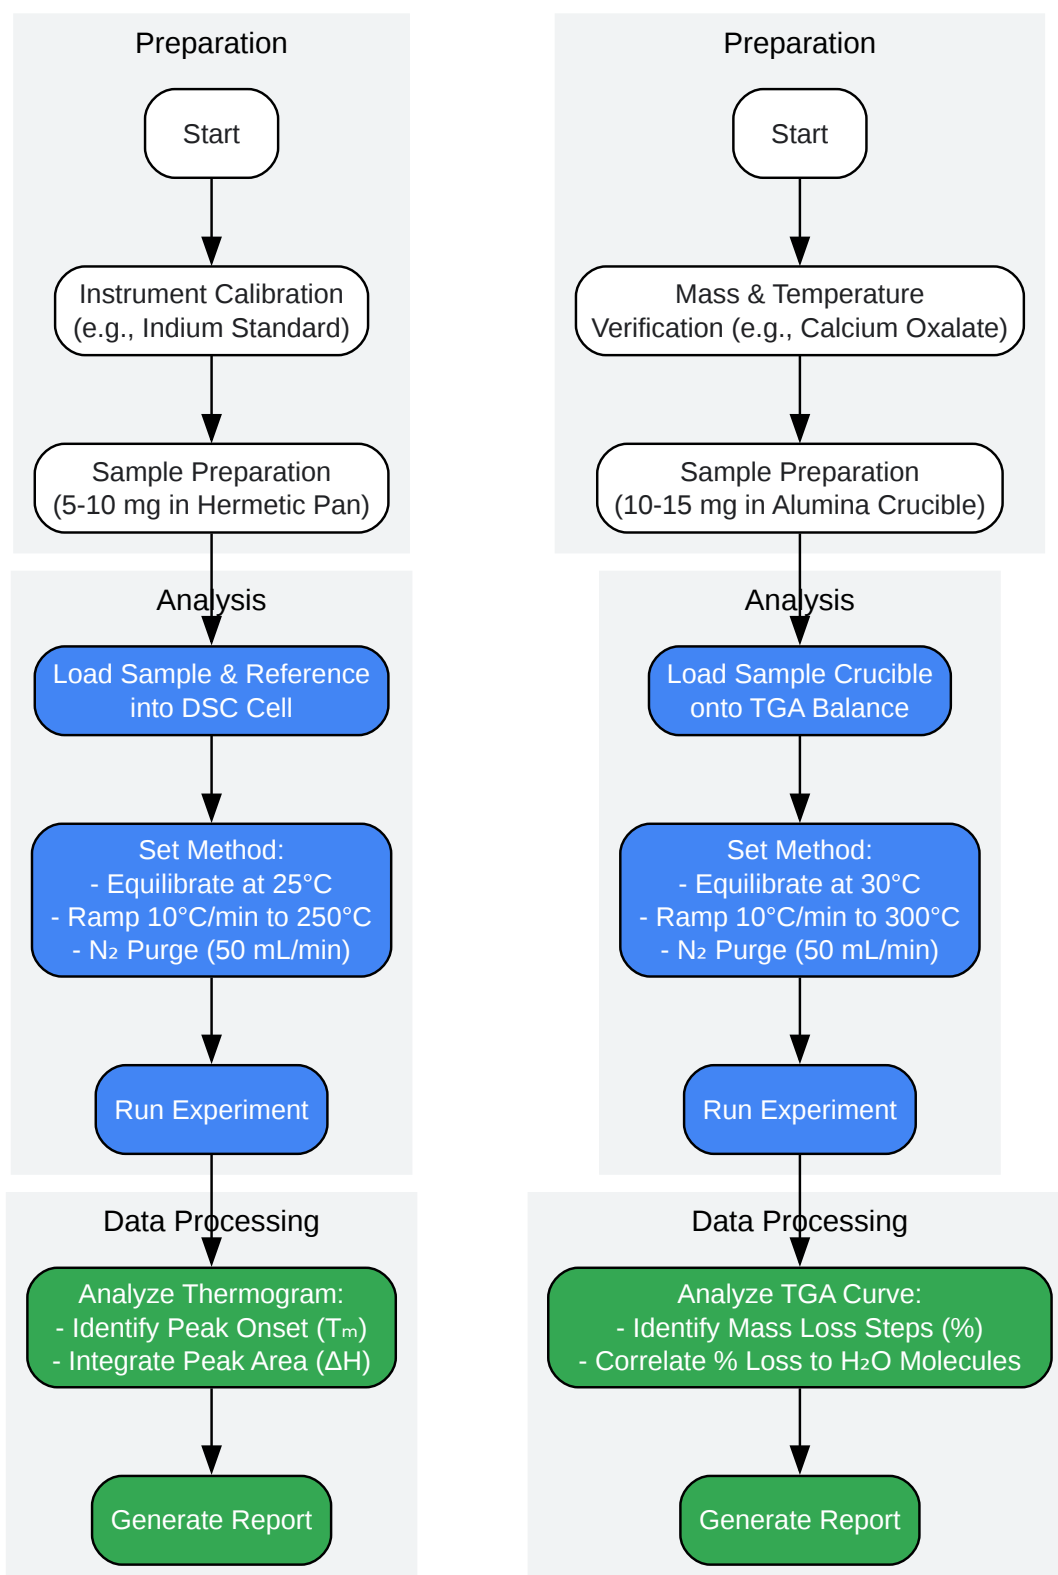 Preparation
Start
Instrument Calibration
(e.g., Indium Standard)
Sample Preparation
(5-10 mg in Hermetic Pan)
Analysis
Load Sample & Reference
into DSC Cell
Set Method:
- Equilibrate at 25°C
- Ramp 10°C/min to 250°C
- N₂ Purge (50 mL/min)
Run Experiment
Data Processing
Analyze Thermogram:
- Identify Peak Onset (Tₘ)
- Integrate Peak Area (ΔH)
Generate Report
Preparation
Start
Mass & Temperature
Verification (e.g., Calcium Oxalate)
Sample Preparation
(10-15 mg in Alumina Crucible)
Analysis
Load Sample Crucible
onto TGA Balance
Set Method:
- Equilibrate at 30°C
- Ramp 10°C/min to 300°C
- N₂ Purge (50 mL/min)
Run Experiment
Data Processing
Analyze TGA Curve:
- Identify Mass Loss Steps (%)
- Correlate % Loss to H₂O Molecules
Generate Report